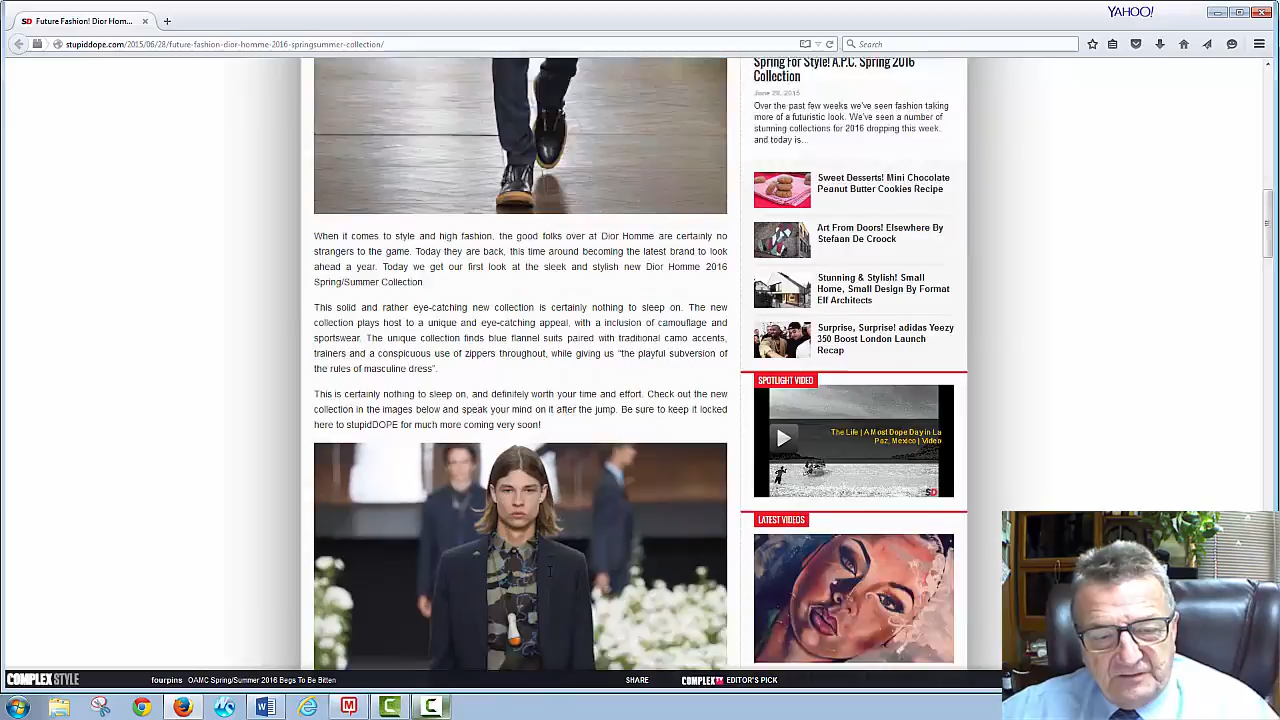 YAHOO!
SD Future Fashion! Dior Hom...
stupiddope.com/2015/06/28/future-fashion-dior-homme-2016-springsummer-collection/
Search
When it comes to style and high fashion, the good folks over at Dior Homme are certainly no
strangers to the game. Today they are back, this time around becoming the latest brand to look
ahead a year. Today we get our first look at the sleek and stylish new Dior Homme 2016
Spring/Summer Collection.
This solid and rather eye-catching new collection is certainly nothing to sleep on. The new
collection plays host to a unique and eye-catching appeal, with a inclusion of camouflage and
sportswear. The unique collection finds blue flannel suits paired with traditional camo accents,
trainers and a conspicuous use of zippers throughout, while giving us "the playful subversion of
the rules of masculine dress".
This is certainly nothing to sleep on, and definitely worth your time and effort. Check out the new
collection in the images below and speak your mind on it after the jump. Be sure to keep it locked
here to stupidDOPE for much more coming very soon!
Spring For Style! A.P.C. Spring 2016
Collection
June 28, 2015
Over the past few weeks we've seen fashion taking
more of a futuristic look. We've seen a number of
stunning collections for 2016 dropping this week,
and today is...
Sweet Desserts! Mini Chocolate
Peanut Butter Cookies Recipe
Art From Doors! Elsewhere By
Stefaan De Croock
Stunning & Stylish! Small
Home, Small Design By Format
Elf Architects
Surprise, Surprise! adidas Yeezy
350 Boost London Launch
Recap
SPOTLIGHT VIDEO
The Life | A Most Dope Day in La
Paz, Mexico | Video
SD
LATEST VIDEOS
COMPLEX STYLE
fourpins OAMC Spring/Summer 2016 Begs To Be Bitten
SHARE
COMPLEX TV EDITOR'S PICK